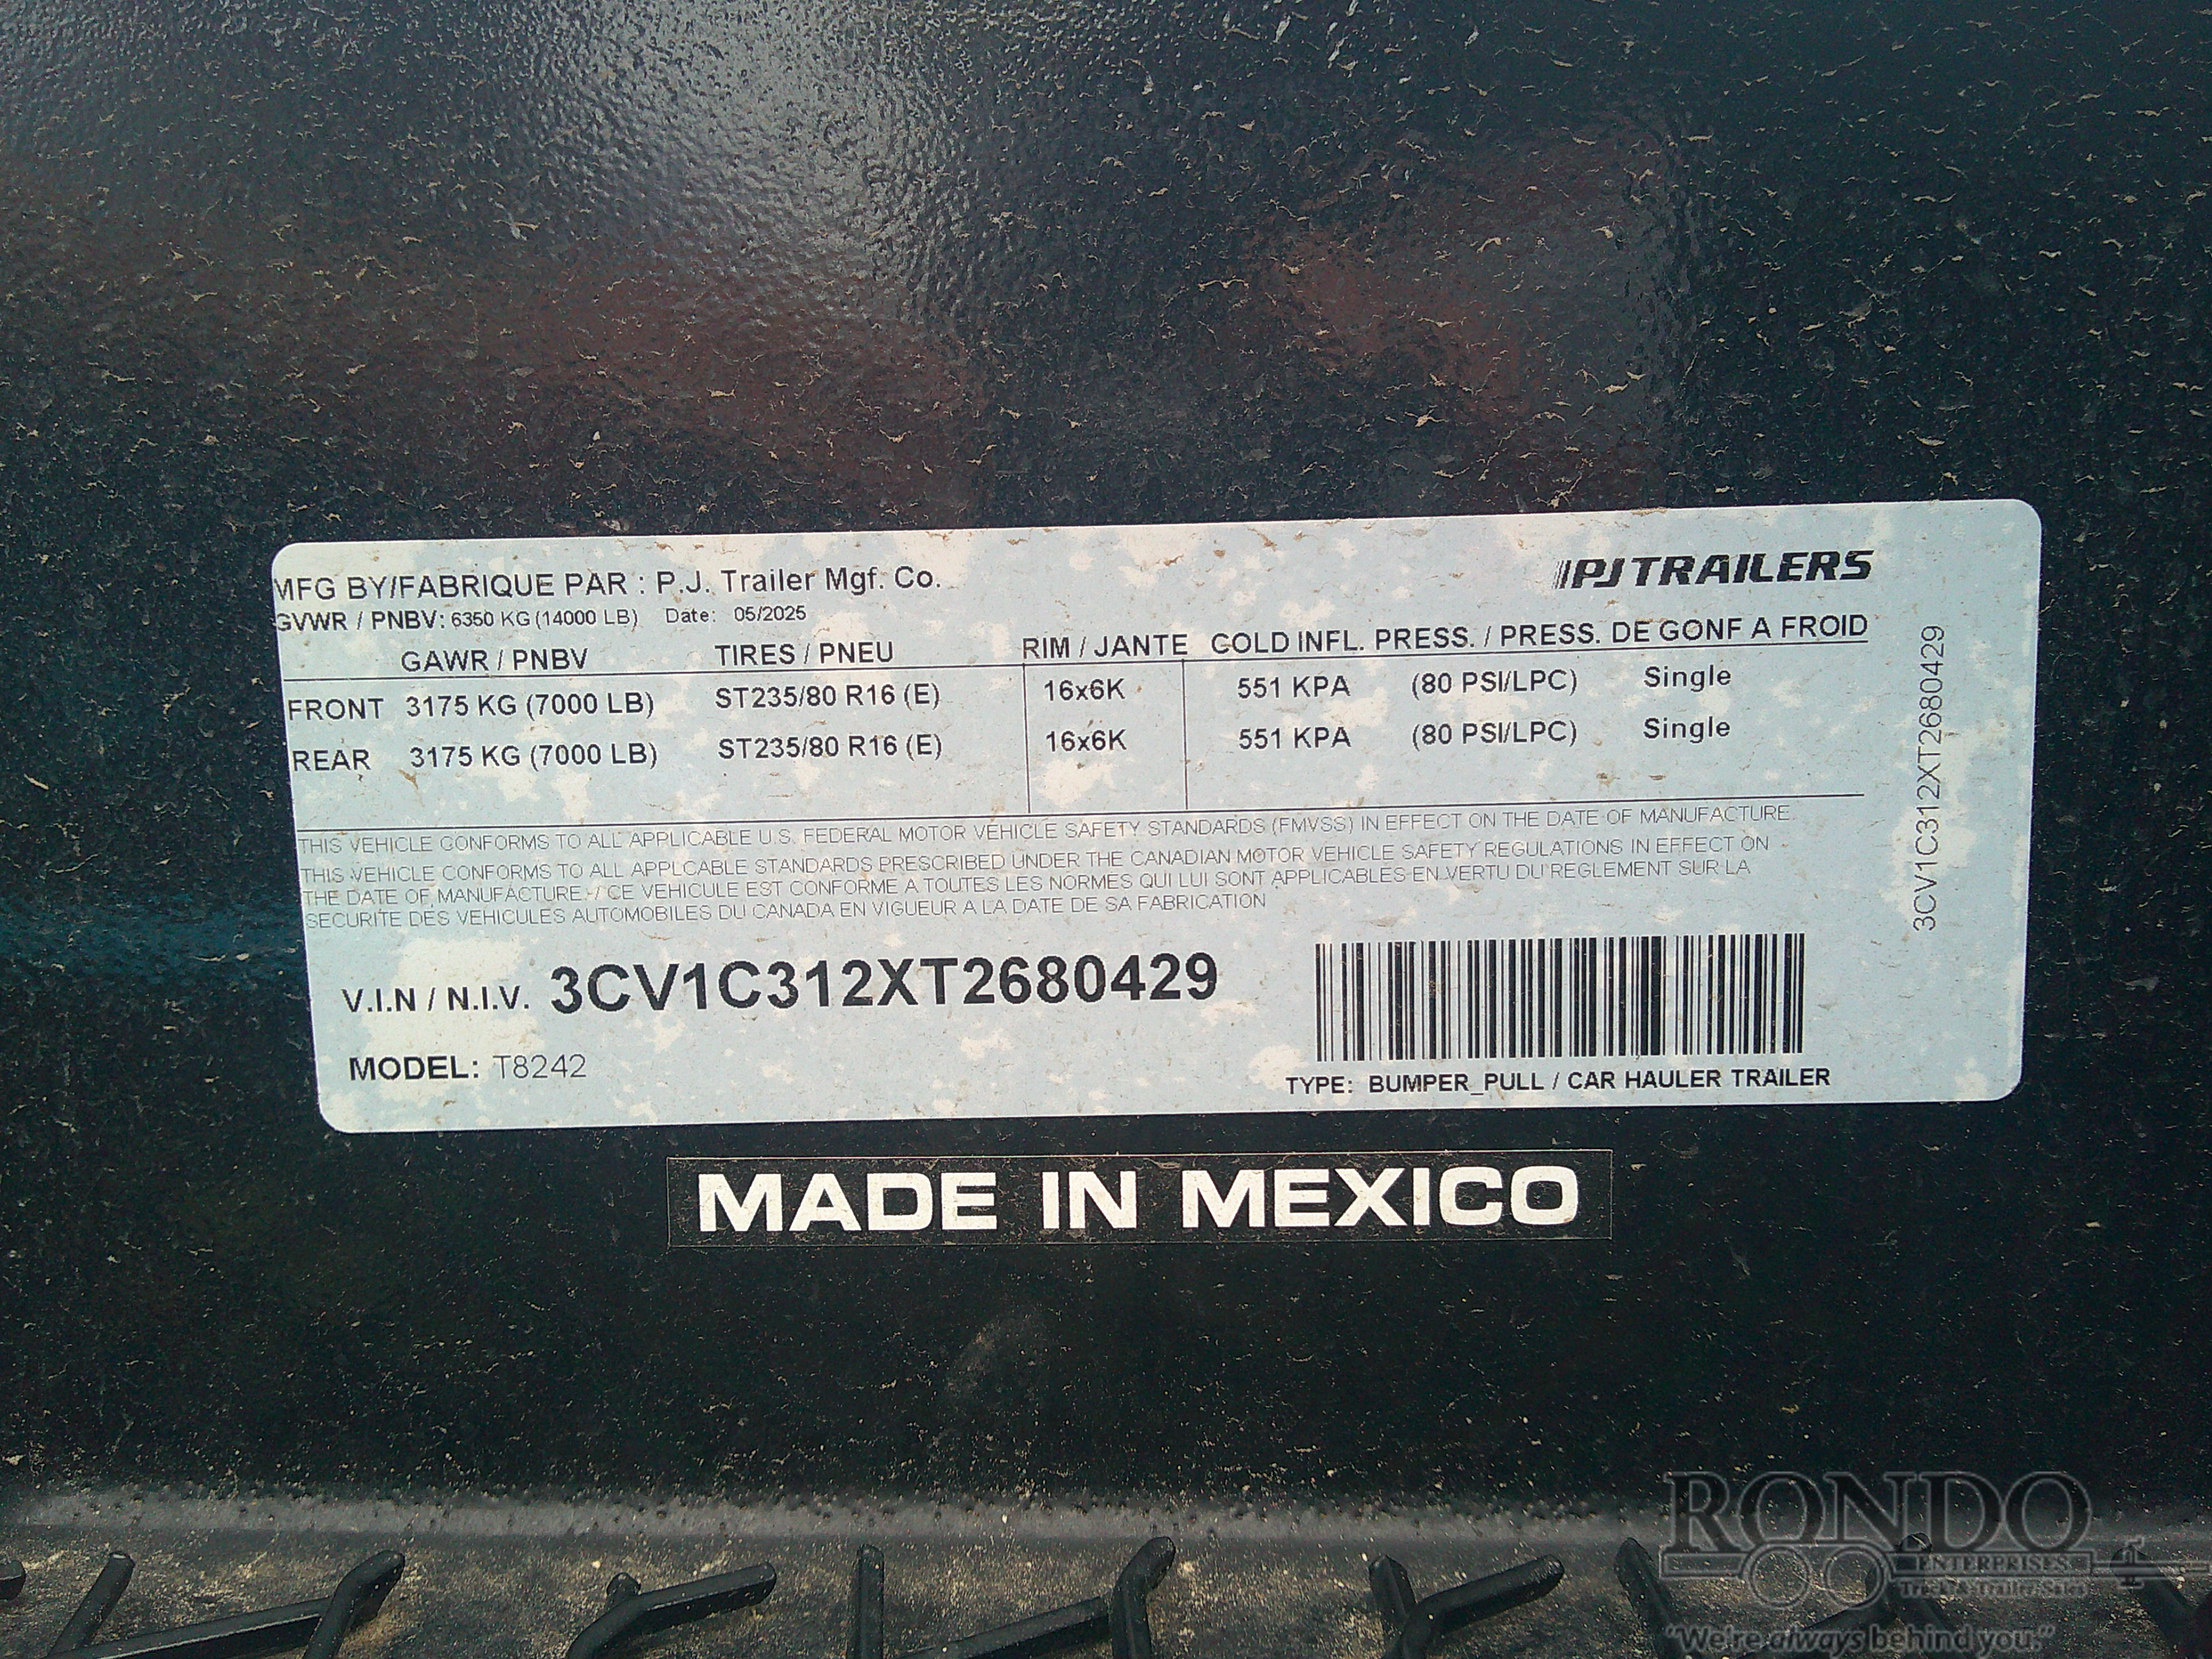 PJ TRAILERS
MFG BY/FABRIQUE PAR : P.J. Trailer Mgf. Co.
GVWR / PNBV: 6350 KG (14000 LB) Date: 05/2025
GAWR / PNBV TIRES / PNEU RIM / JANTE COLD INFL. PRESS. / PRESS. DE GONF A FROID
FRONT 3175 KG (7000 LB) ST235/80 R16 (E) 16x6K 551 KPA (80 PSI/LPC) Single
REAR 3175 KG (7000 LB) ST235/80 R16 (E) 16x6K 551 KPA (80 PSI/LPC) Single
THIS VEHICLE CONFORMS TO ALL APPLICABLE U.S. FEDERAL MOTOR VEHICLE SAFETY STANDARDS (FMVSS) IN EFFECT ON THE DATE OF MANUFACTURE.
THIS VEHICLE CONFORMS TO ALL APPLCABLE STANDARDS PRESCRIBED UNDER THE CANADIAN MOTOR VEHICLE SAFETY REGULATIONS IN EFFECT ON
THE DATE OF MANUFACTURE. / CE VEHICULE EST CONFORME A TOUTES LES NORMES QUI LUI SONT APPLICABLES EN VERTU DU REGLEMENT SUR LA
SECURITE DES VEHICULES AUTOMOBILES DU CANADA EN VIGUEUR A LA DATE DE SA FABRICATION
V.I.N / N.I.V. 3CV1C312XT2680429
MODEL: T8242
TYPE: BUMPER_PULL / CAR HAULER TRAILER
3CV1C312XT2680429
MADE IN MEXICO
RONDO
ENTERPRISES
Truck & Trailer Sales
"We're always behind you."